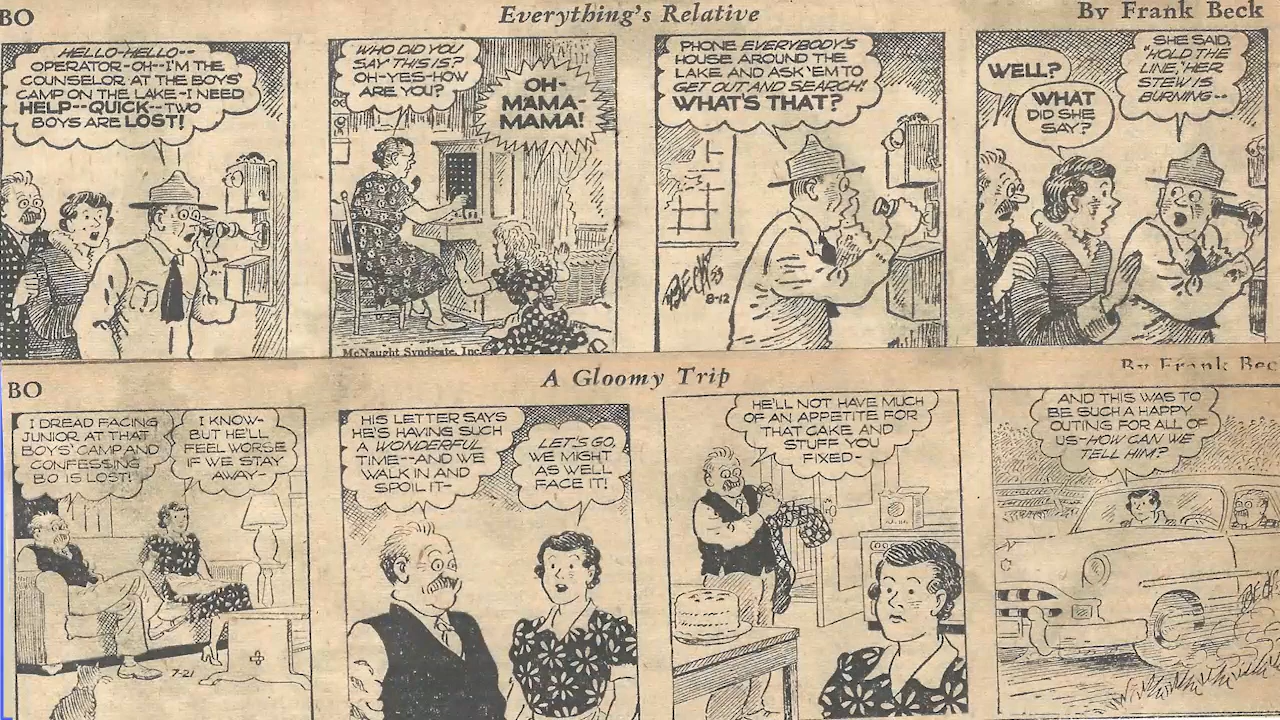 BO
Everything's Relative
By Frank Beck
HELLO-HELLO--
OPERATOR-OH--I'M THE
COUNSELOR AT THE BOYS'
CAMP ON THE LAKE-I NEED
HELP--QUICK--TWO
BOYS ARE LOST!
WHO DID YOU
SAY THIS IS?
OH-YES-HOW
ARE YOU?
OH-
MAMA-
MAMA!
McNaught Syndicate, Inc.
PHONE EVERYBODY'S
HOUSE AROUND THE
LAKE AND ASK 'EM TO
GET OUT AND SEARCH!
WHAT'S THAT?
BECK
8-12
WELL?
WHAT
DID SHE
SAY?
SHE SAID,
"HOLD THE
LINE, HER
STEW IS
BURNING--
BO
A Gloomy Trip
By Frank Bec
I DREAD FACING
JUNIOR AT THAT
BOYS' CAMP AND
CONFESSING
BO IS LOST!
I KNOW-
BUT HE'LL
FEEL WORSE
IF WE STAY
AWAY-
7-21
HIS LETTER SAYS
HE'S HAVING SUCH
A WONDERFUL
TIME--AND WE
WALK IN AND
SPOIL IT-
LET'S GO,
WE MIGHT
AS WELL
FACE IT!
HE'LL NOT HAVE MUCH
OF AN APPETITE FOR
THAT CAKE AND
STUFF YOU
FIXED-
AND THIS WAS TO
BE SUCH A HAPPY
OUTING FOR ALL OF
US-HOW CAN WE
TELL HIM?
BECK